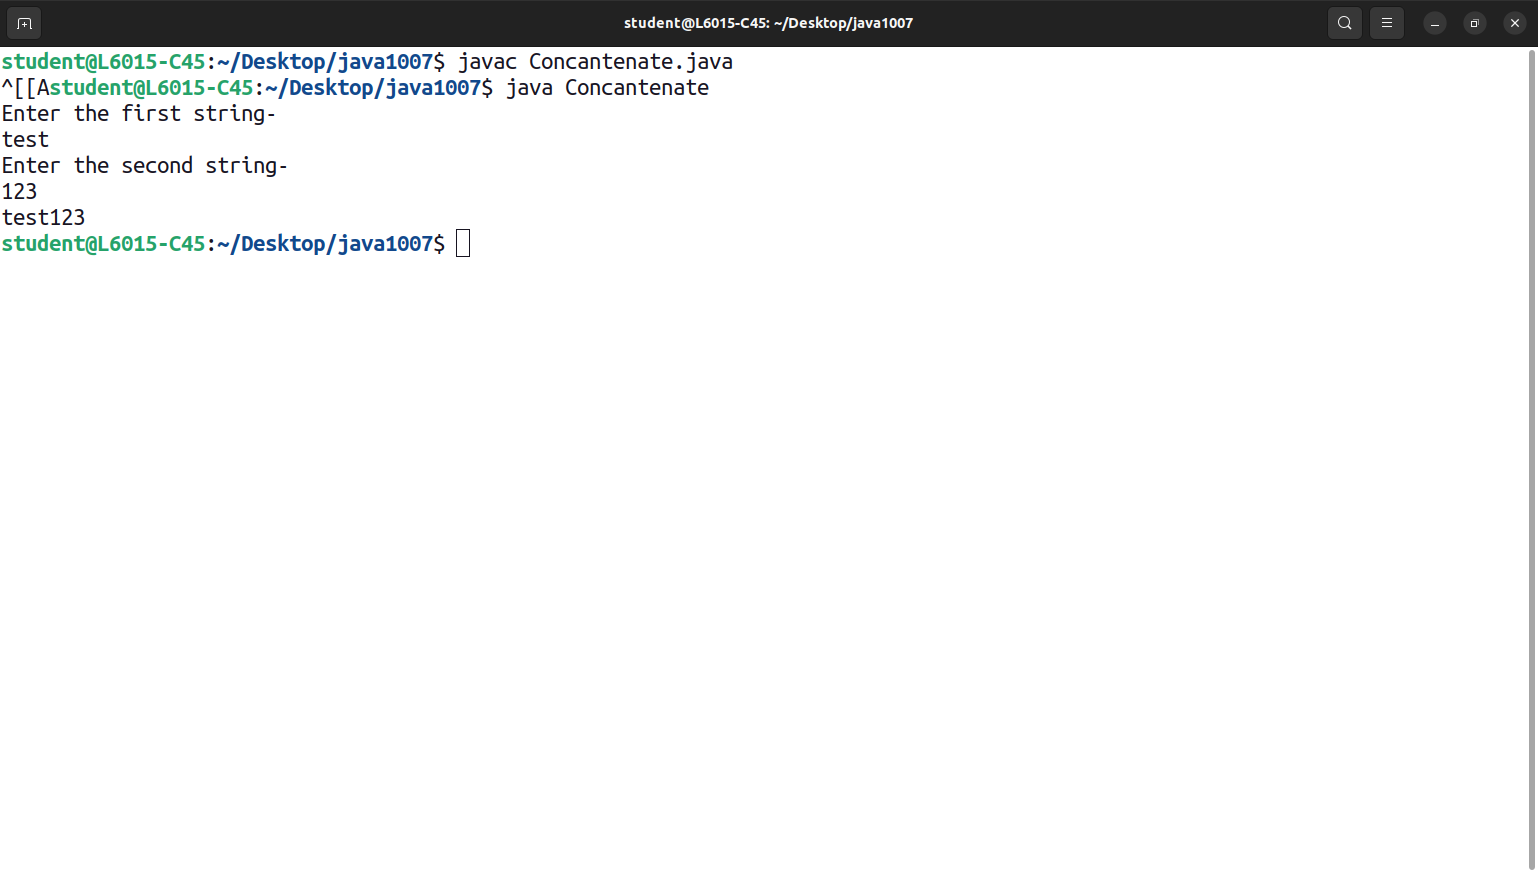 student@L6015-C45: ~/Desktop/java1007
student@L6015-C45:~/Desktop/java1007$ javac Concantenate.java
^[[Astudent@L6015-C45:~/Desktop/java1007$ java Concantenate
Enter the first string-
test
Enter the second string-
123
test123
student@L6015-C45:~/Desktop/java1007$